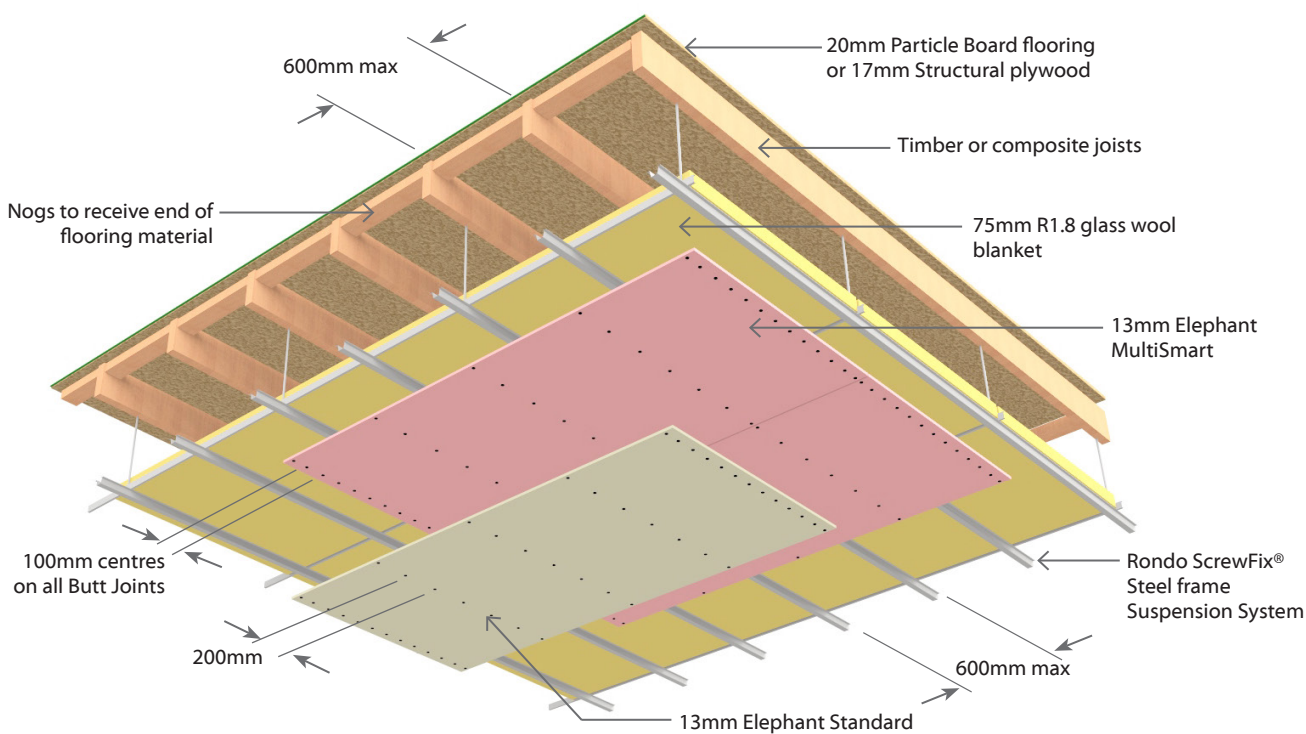 600mm max
20mm Particle Board flooring
or 17mm Structural plywood
Timber or composite joists
Nogs to receive end of
flooring material
75mm R1.8 glass wool
blanket
13mm Elephant
MultiSmart
100mm centres
on all Butt Joints
Rondo ScrewFix®
Steel frame
Suspension System
200mm
600mm max
13mm Elephant Standard